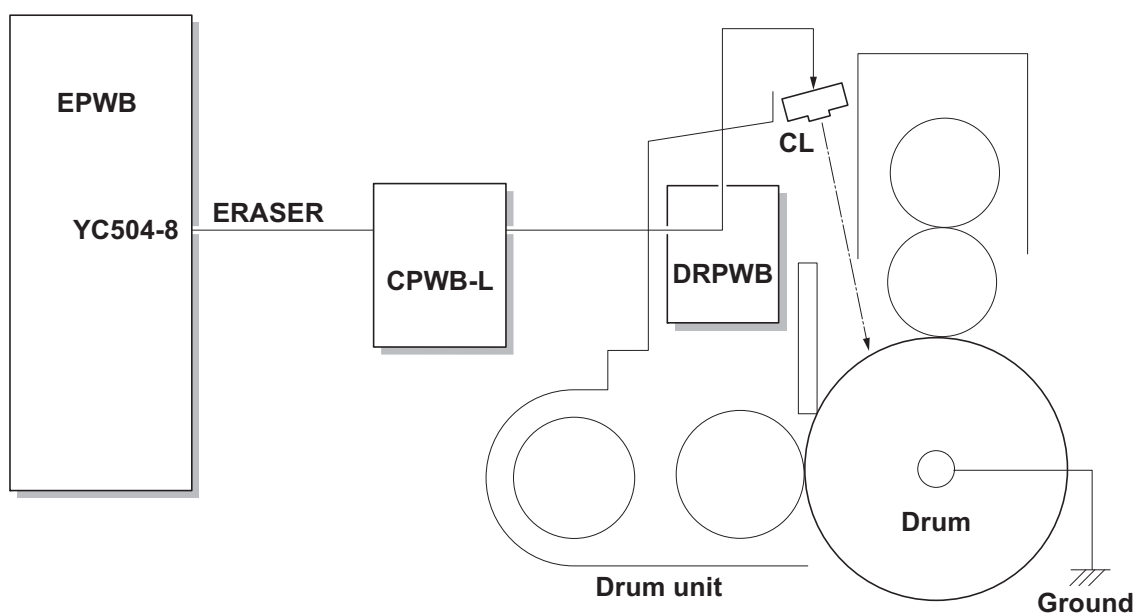 EPWB
YC504-8
ERASER
CPWB-L
DRPWB
CL
Drum
Drum unit
Ground